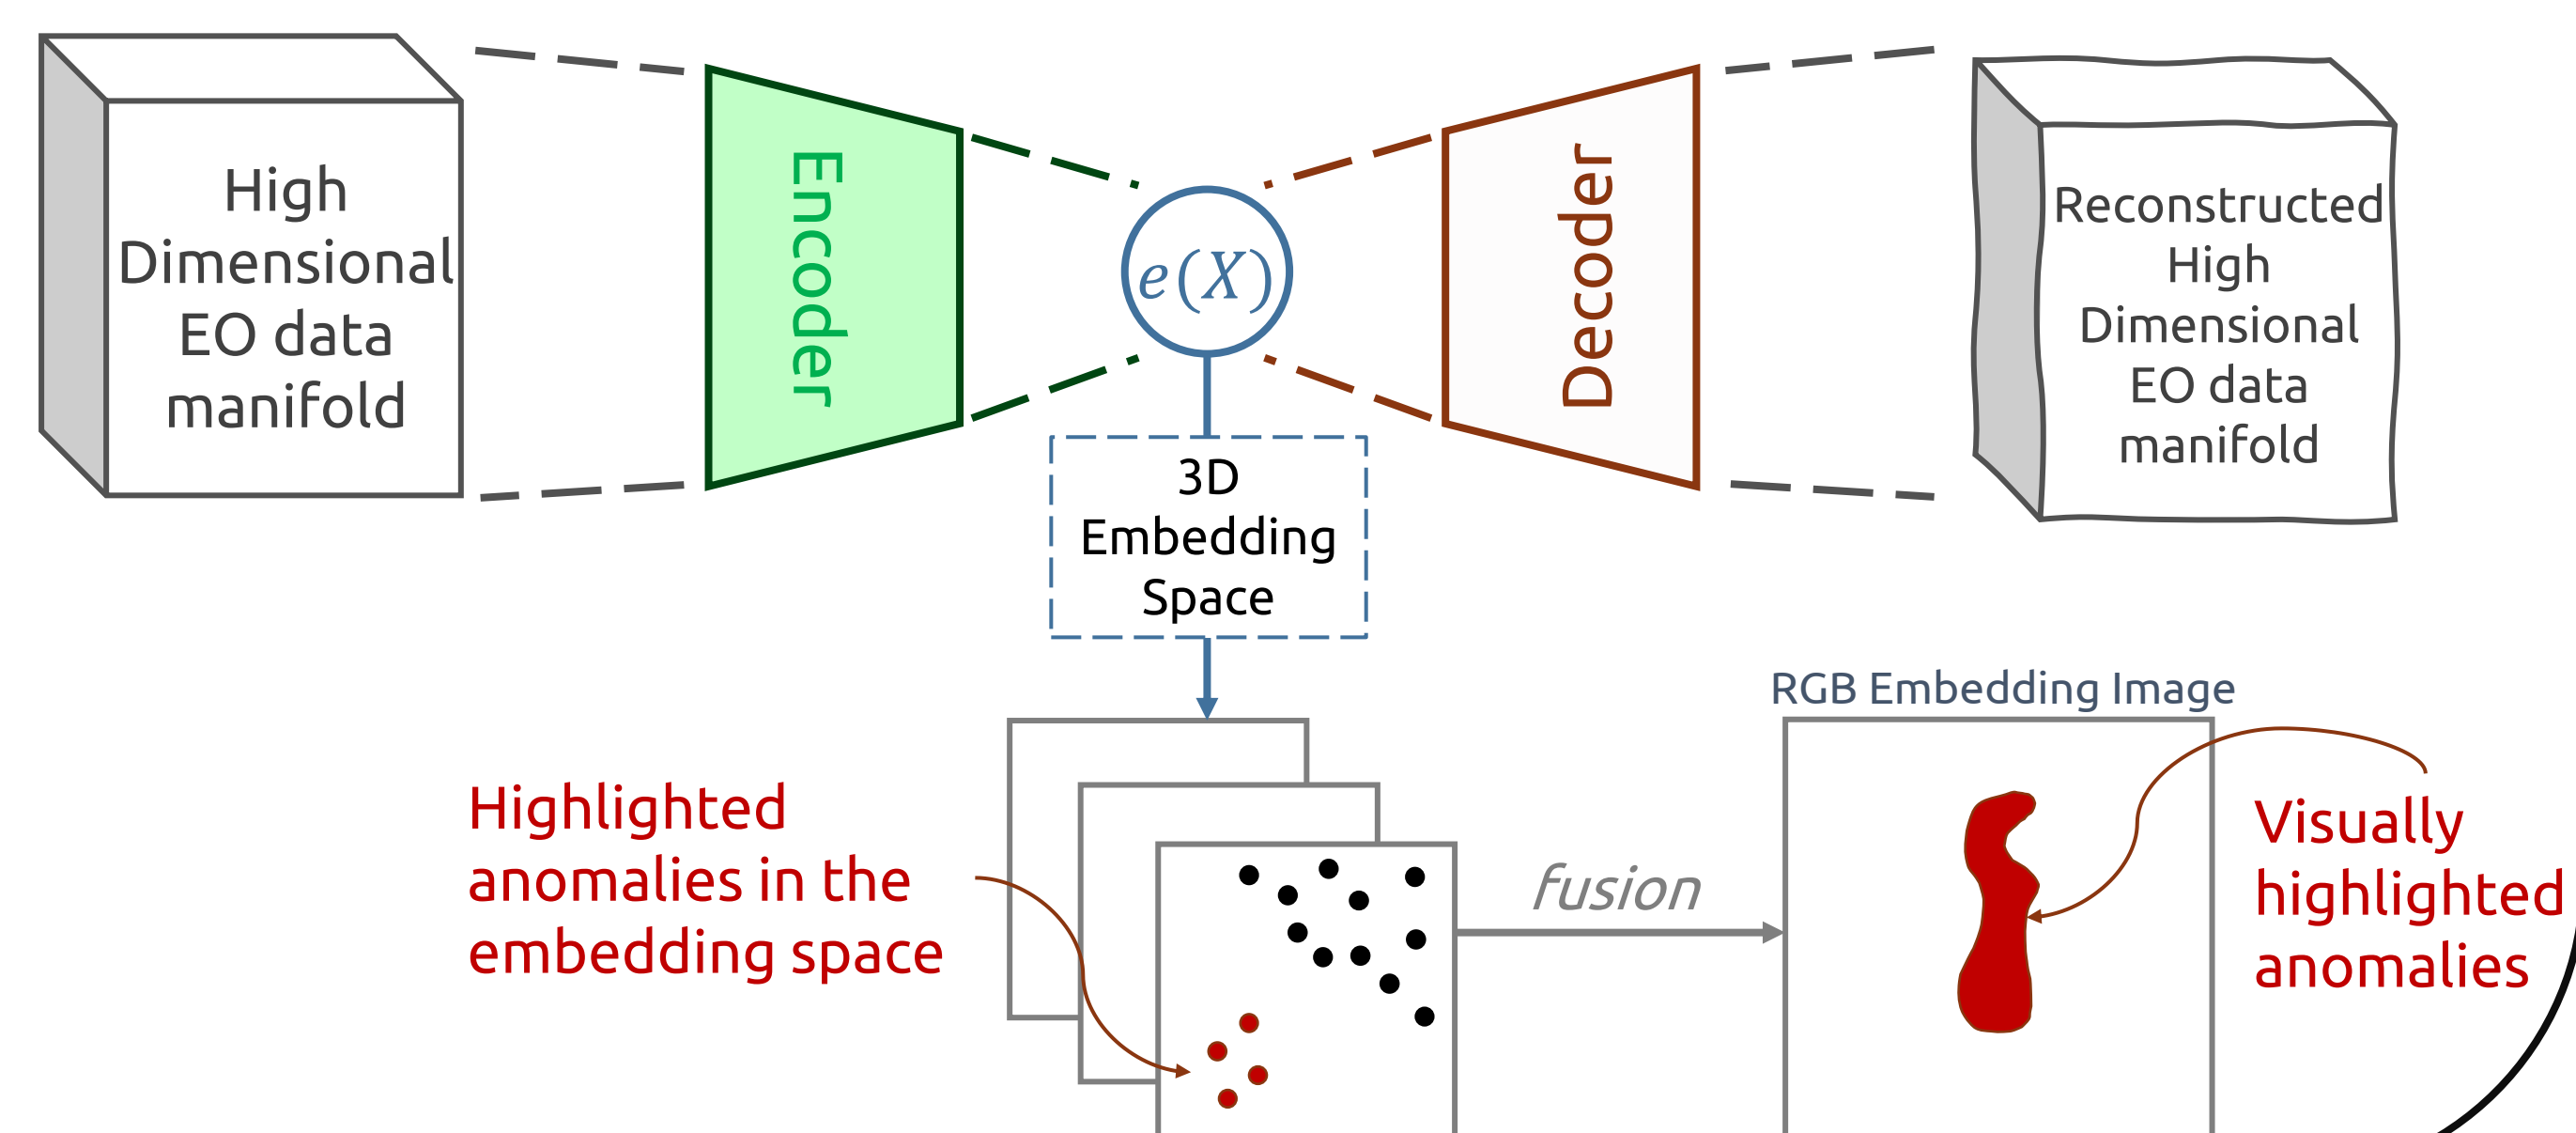 High
Dimensional
EO data
manifold
Encoder
e(X)
Decoder
Reconstructed
High
Dimensional
EO data
manifold
3D
Embedding
Space
RGB Embedding Image
Highlighted
anomalies in the
embedding space
fusion
Visually
highlighted
anomalies